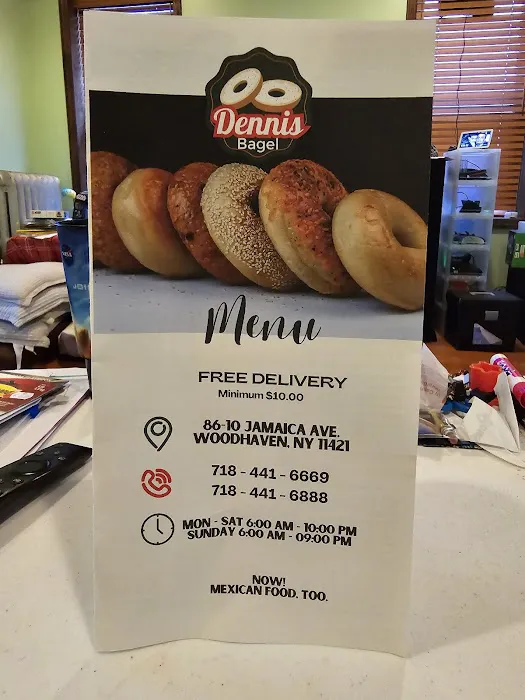 Dennis
Bagel
Menu
FREE DELIVERY
Minimum $10.00
86-10 JAMAICA AVE.
WOODHAVEN, NY 11421
718 - 441 - 6669
718 - 441 - 6888
MON - SAT 6:00 AM - 10:00 PM
SUNDAY 6:00 AM - 09:00 PM
NOW!
MEXICAN FOOD. TOO.